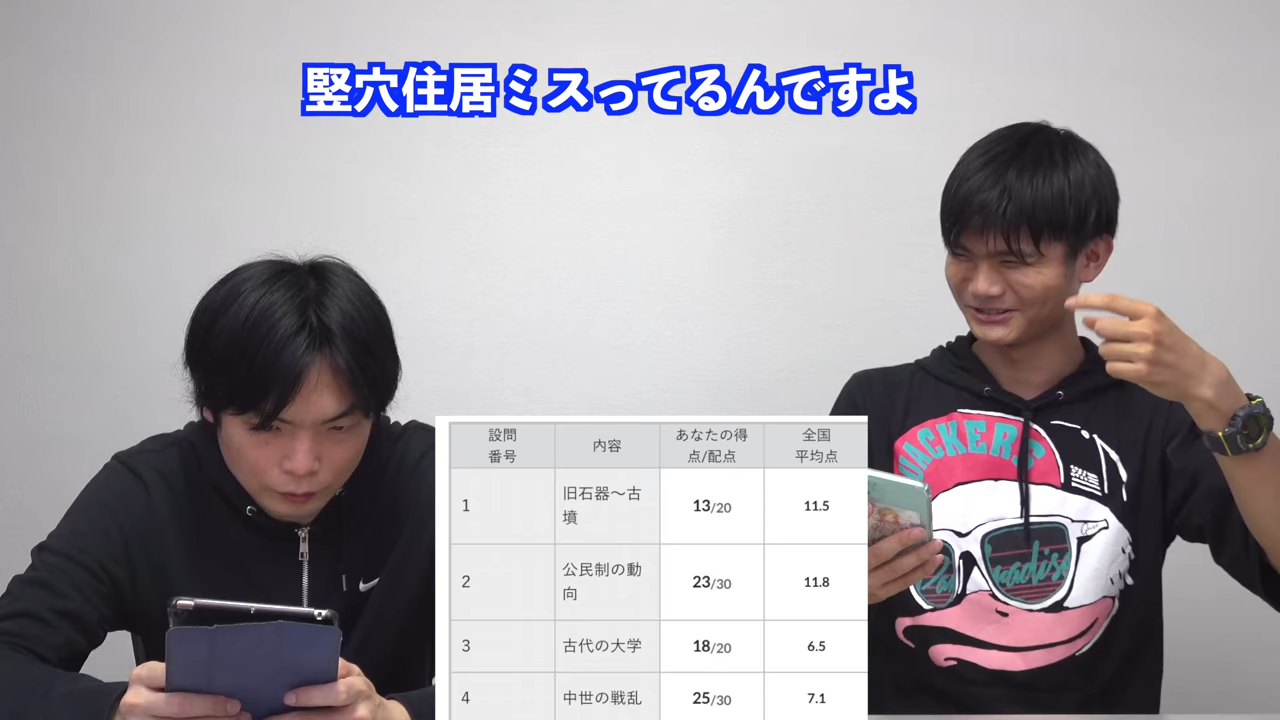 竪穴住居ミスってるんですよ
設問番号 内容 あなたの得点/配点 全国平均点
1 旧石器～古墳 13/20 11.5
2 公民制の動向 23/30 11.8
3 古代の大学 18/20 6.5
4 中世の戦乱 25/30 7.1